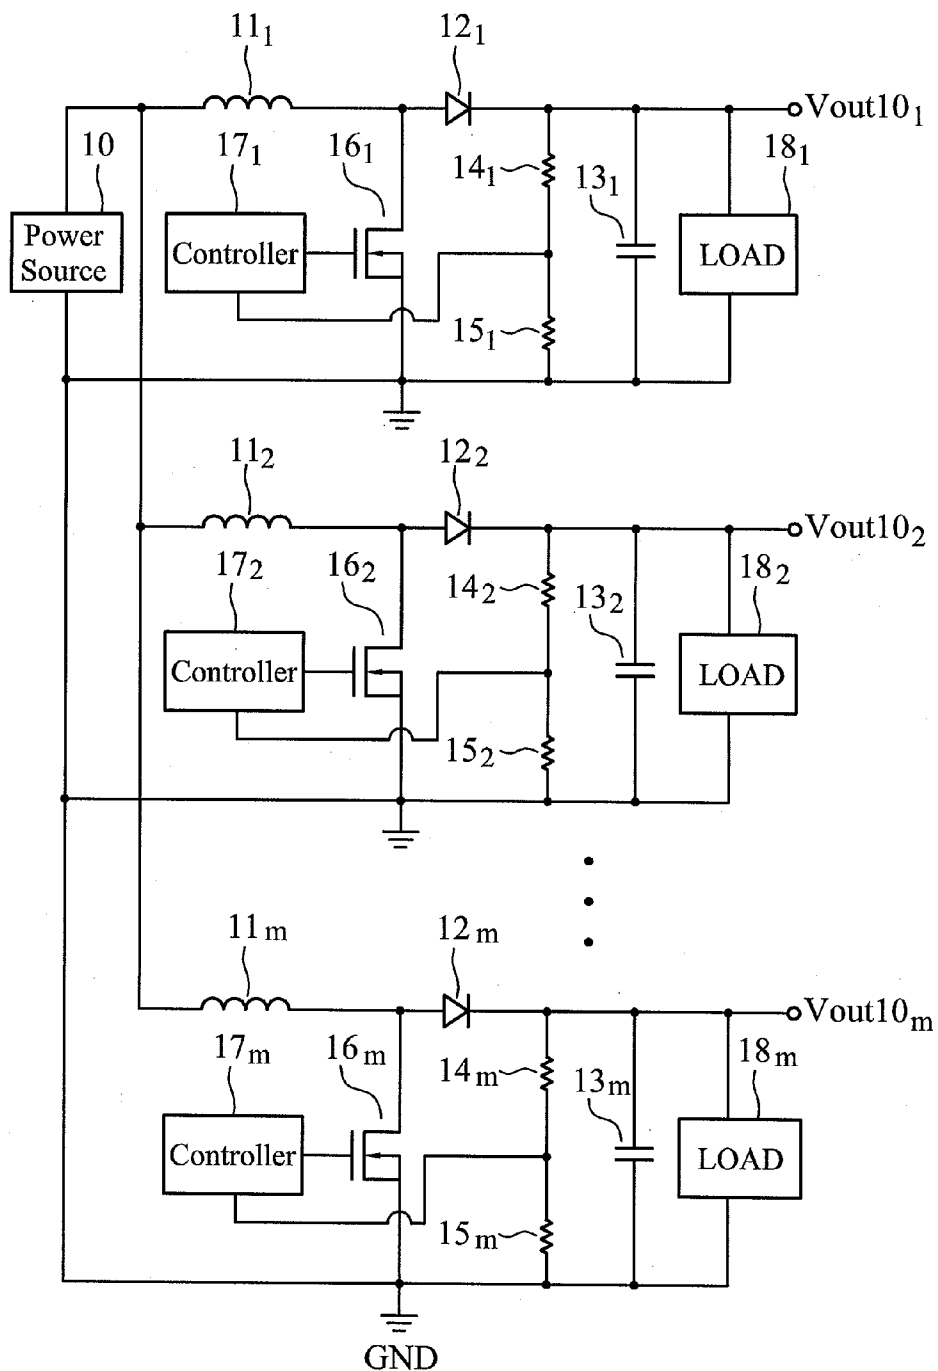 11₁
12₁
Vout10₁
10
17₁
16₁
14₁
13₁
18₁
Power
Source
Controller
LOAD
15₁
11₂
12₂
Vout10₂
17₂
16₂
14₂
13₂
18₂
Controller
LOAD
15₂
11m
12m
Vout10m
17m
16m
14m
13m
18m
Controller
LOAD
15m
GND